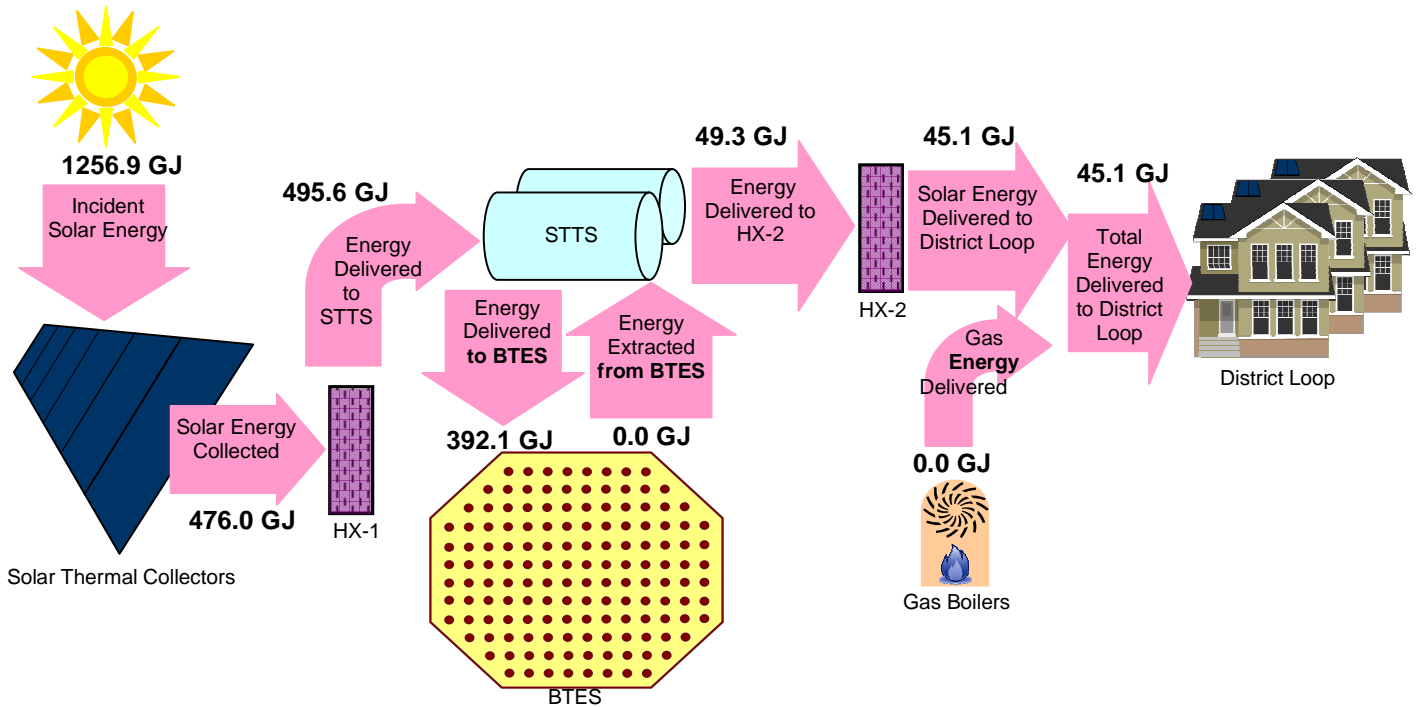 1256.9 GJ
Incident
Solar Energy
Solar Thermal Collectors
Solar Energy
Collected
476.0 GJ
HX-1
495.6 GJ
Energy
Delivered
to
STTS
STTS
Energy
Delivered
to BTES
392.1 GJ
Energy
Extracted
from BTES
0.0 GJ
BTES
49.3 GJ
Energy
Delivered to
HX-2
HX-2
45.1 GJ
Solar Energy
Delivered to
District Loop
Gas
Energy
Delivered
0.0 GJ
Gas Boilers
45.1 GJ
Total
Energy
Delivered
to District
Loop
District Loop